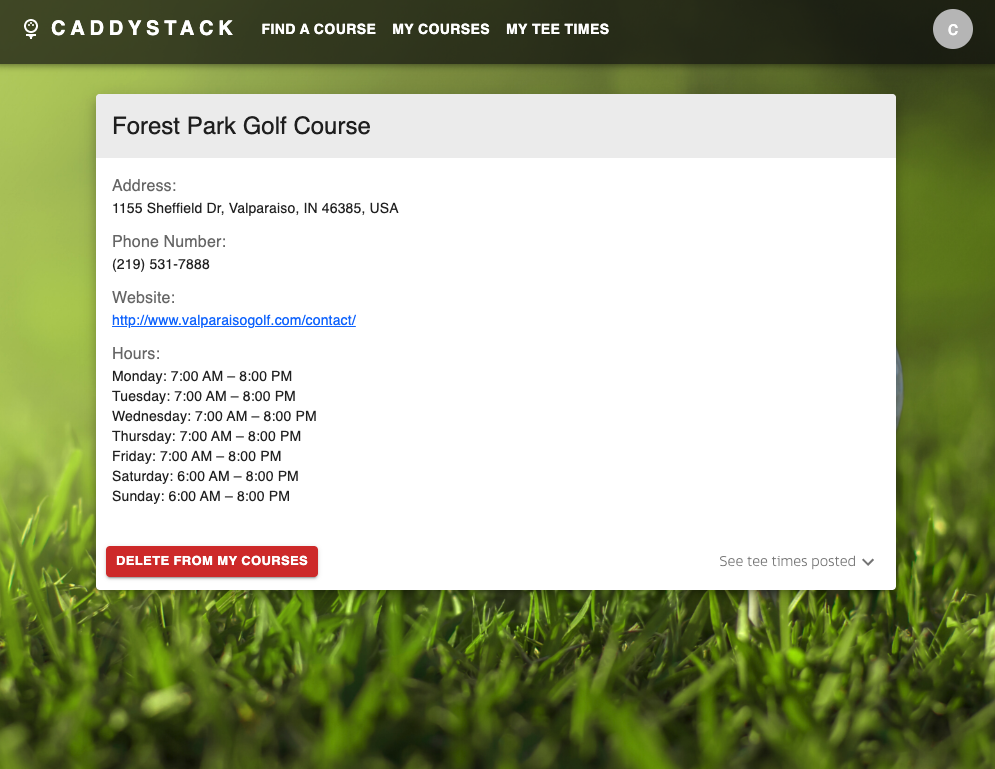 CADDYSTACK FIND A COURSE MY COURSES MY TEE TIMES C
Forest Park Golf Course
Address:
1155 Sheffield Dr, Valparaiso, IN 46385, USA
Phone Number:
(219) 531-7888
Website:
http://www.valparaisogolf.com/contact/
Hours:
Monday: 7:00 AM – 8:00 PM
Tuesday: 7:00 AM – 8:00 PM
Wednesday: 7:00 AM – 8:00 PM
Thursday: 7:00 AM – 8:00 PM
Friday: 7:00 AM – 8:00 PM
Saturday: 6:00 AM – 8:00 PM
Sunday: 6:00 AM – 8:00 PM
DELETE FROM MY COURSES See tee times posted